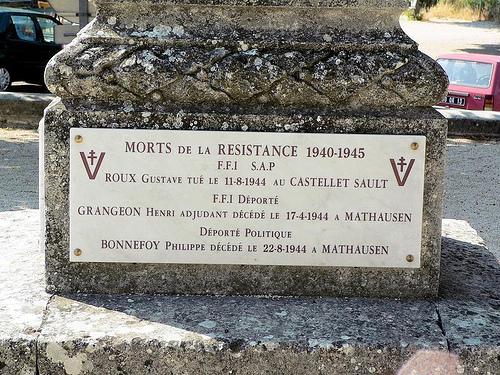 MORTS DE LA RESISTANCE 1940-1945
F.F.I S.A.P
ROUX GUSTAVE TUÉ LE 11-8-1944 AU CASTELLET SAULT
F.F.I DÉPORTÉ
GRANGEON HENRI ADJUDANT DÉCÉDÉ LE 17-4-1944 A MATHAUSEN
DÉPORTÉ POLITIQUE
BONNEFOY PHILIPPE DÉCÉDÉ LE 22-8-1944 A MATHAUSEN